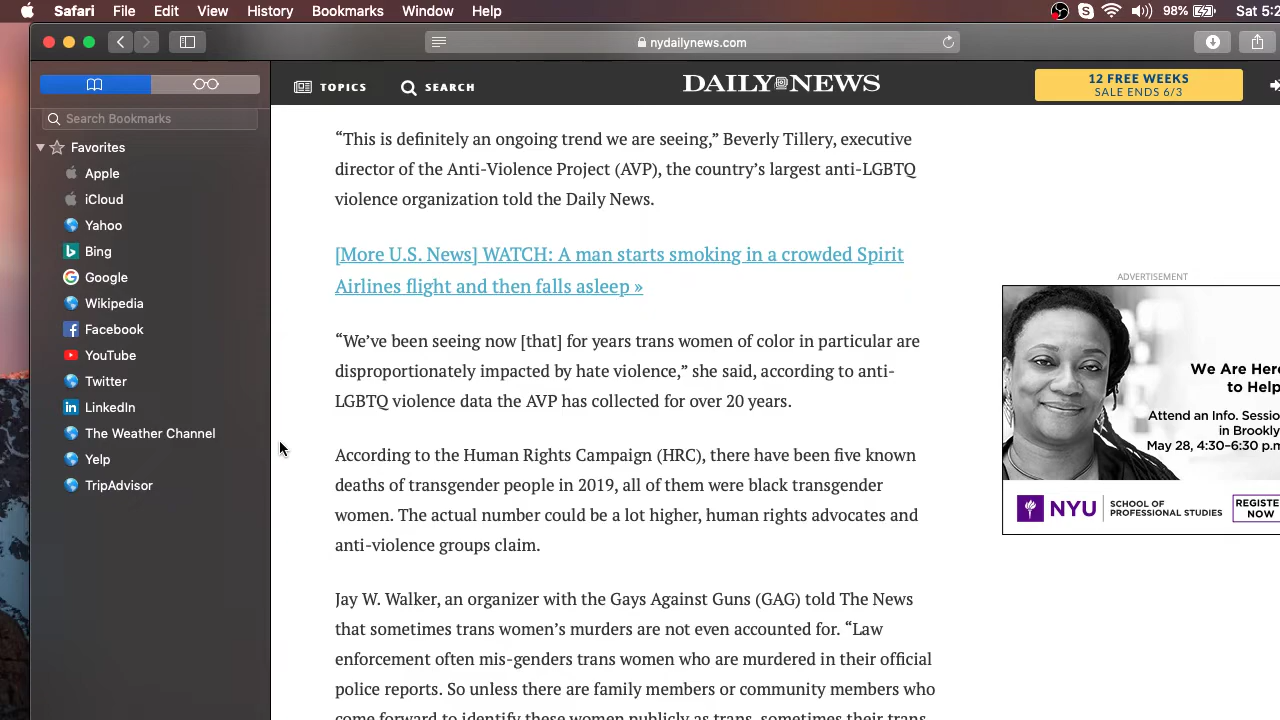 Safari File Edit View History Bookmarks Window Help 98% Sat 5:2
nydailynews.com
TOPICS SEARCH DAILY NEWS 12 FREE WEEKS
SALE ENDS 6/3
Search Bookmarks
Favorites
Apple
iCloud
Yahoo
Bing
Google
Wikipedia
Facebook
YouTube
Twitter
LinkedIn
The Weather Channel
Yelp
TripAdvisor
“This is definitely an ongoing trend we are seeing,” Beverly Tillery, executive
director of the Anti-Violence Project (AVP), the country’s largest anti-LGBTQ
violence organization told the Daily News.
[More U.S. News] WATCH: A man starts smoking in a crowded Spirit
Airlines flight and then falls asleep »
“We’ve been seeing now [that] for years trans women of color in particular are
disproportionately impacted by hate violence,” she said, according to anti-
LGBTQ violence data the AVP has collected for over 20 years.
According to the Human Rights Campaign (HRC), there have been five known
deaths of transgender people in 2019, all of them were black transgender
women. The actual number could be a lot higher, human rights advocates and
anti-violence groups claim.
Jay W. Walker, an organizer with the Gays Against Guns (GAG) told The News
that sometimes trans women’s murders are not even accounted for. “Law
enforcement often mis-genders trans women who are murdered in their official
police reports. So unless there are family members or community members who
come forward to identify these women publicly as trans, sometimes their trans
ADVERTISEMENT
We Are Here
to Help
Attend an Info. Sessio
in Brookly
May 28, 4:30–6:30 p.m
NYU SCHOOL OF
PROFESSIONAL STUDIES
REGISTE
NOW